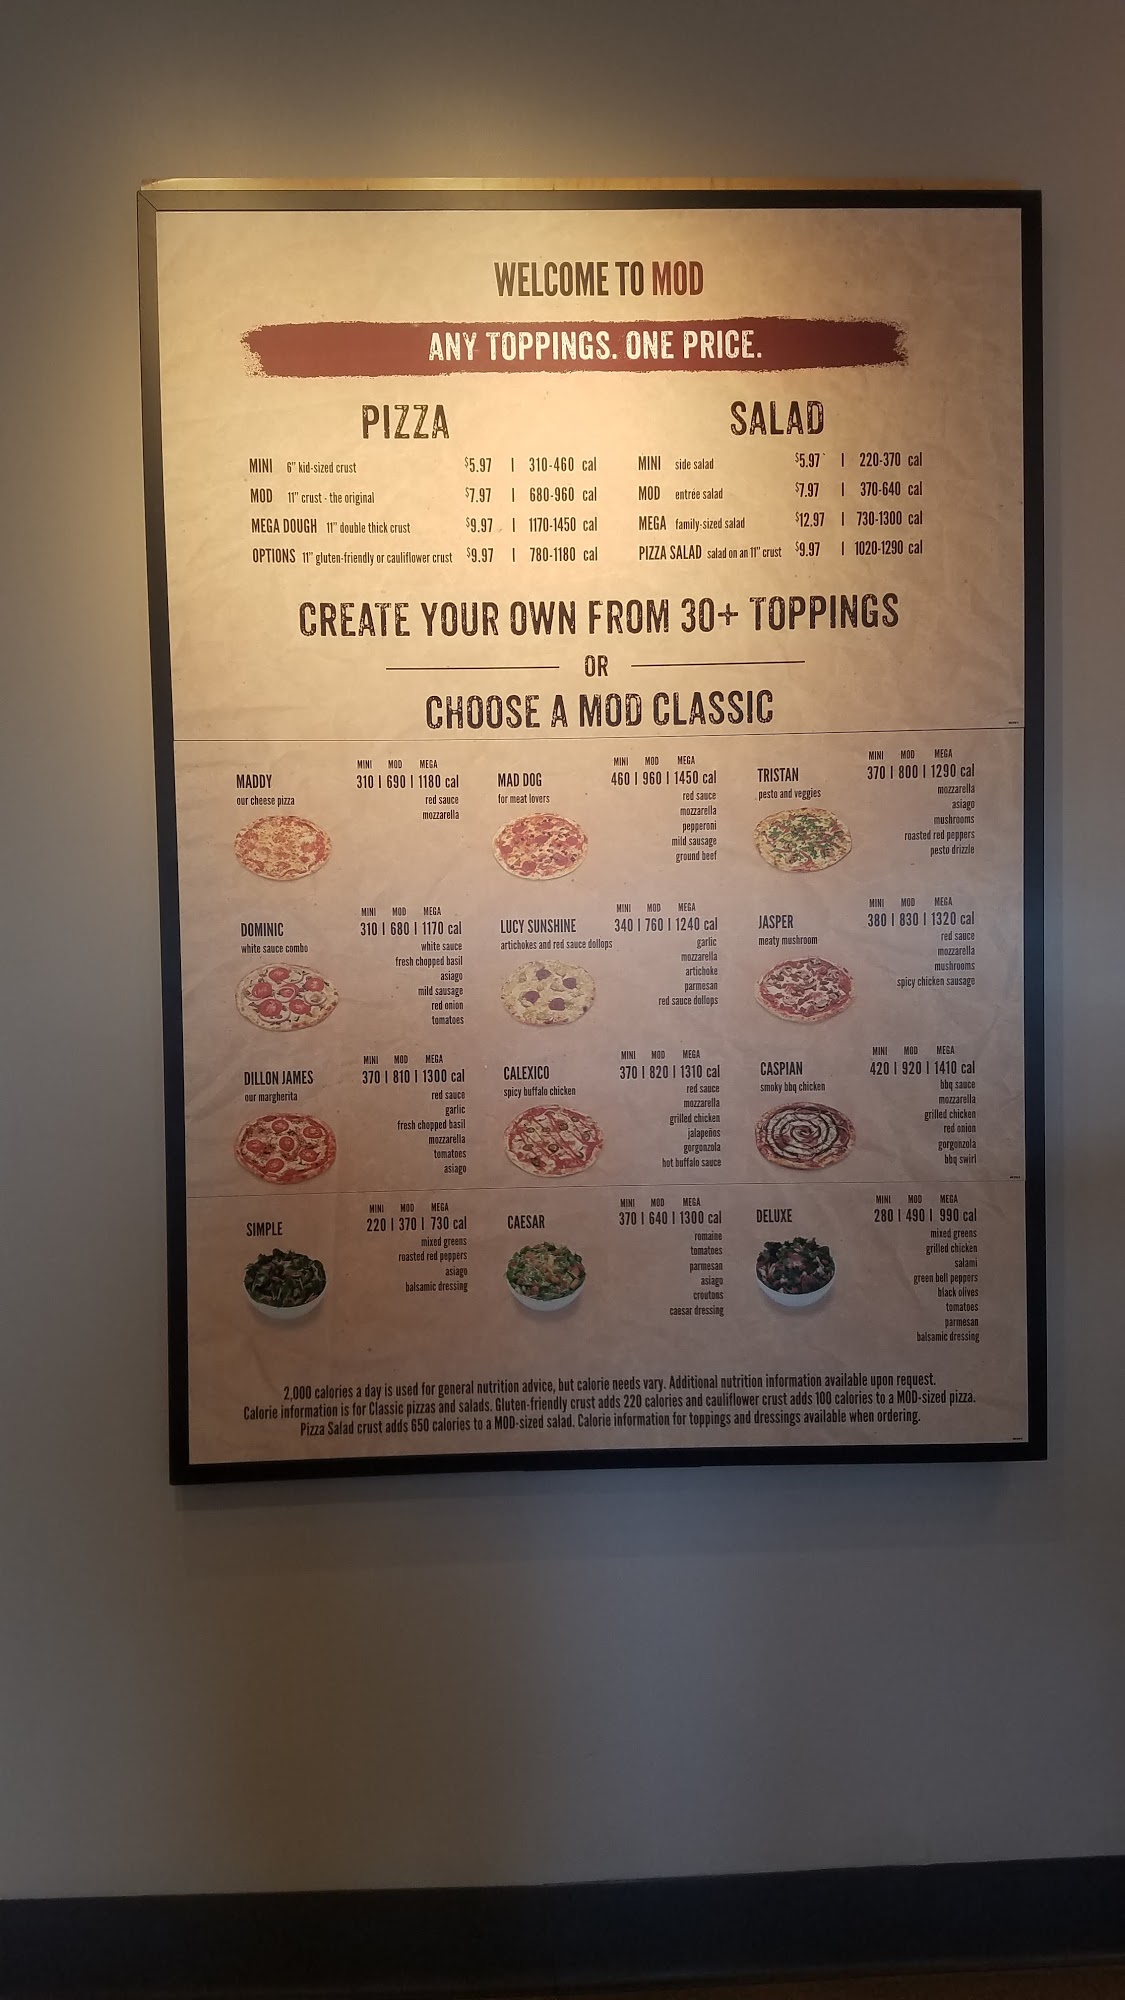 WELCOME TO MOD
ANY TOPPINGS. ONE PRICE.
PIZZA
MINI 6" kid-sized crust $5.97 | 310-460 cal
MOD 11" crust - the original $7.97 | 680-960 cal
MEGA DOUGH 11" double thick crust $9.97 | 1170-1450 cal
OPTIONS 11" gluten-friendly or cauliflower crust $9.97 | 780-1180 cal
SALAD
MINI side salad $5.97 | 220-370 cal
MOD entrée salad $7.97 | 370-640 cal
MEGA family-sized salad $12.97 | 730-1300 cal
PIZZA SALAD salad on an 11" crust $9.97 | 1020-1290 cal
CREATE YOUR OWN FROM 30+ TOPPINGS
OR
CHOOSE A MOD CLASSIC
MINI MOD MEGA
MADDY 310 | 690 | 1180 cal
our cheese pizza
red sauce
mozzarella
MINI MOD MEGA
MAD DOG 460 | 960 | 1450 cal
for meat lovers
red sauce
mozzarella
pepperoni
mild sausage
ground beef
MINI MOD MEGA
TRISTAN 370 | 800 | 1290 cal
pesto and veggies
mozzarella
asiago
mushrooms
roasted red peppers
pesto drizzle
MINI MOD MEGA
DOMINIC 310 | 680 | 1170 cal
white sauce combo
white sauce
fresh chopped basil
asiago
mild sausage
red onion
tomatoes
MINI MOD MEGA
LUCY SUNSHINE 340 | 760 | 1240 cal
artichokes and red sauce dollops
garlic
mozzarella
artichoke
parmesan
red sauce dollops
MINI MOD MEGA
JASPER 380 | 830 | 1320 cal
meaty mushroom
red sauce
mozzarella
mushrooms
spicy chicken sausage
MINI MOD MEGA
DILLON JAMES 370 | 810 | 1300 cal
our margherita
red sauce
garlic
fresh chopped basil
mozzarella
tomatoes
asiago
MINI MOD MEGA
CALEXICO 370 | 820 | 1310 cal
spicy buffalo chicken
red sauce
mozzarella
grilled chicken
jalapeños
gorgonzola
hot buffalo sauce
MINI MOD MEGA
CASPIAN 420 | 920 | 1410 cal
smoky bbq chicken
bbq sauce
mozzarella
grilled chicken
red onion
gorgonzola
bbq swirl
MINI MOD MEGA
SIMPLE 220 | 370 | 730 cal
mixed greens
roasted red peppers
asiago
balsamic dressing
MINI MOD MEGA
CAESAR 370 | 640 | 1300 cal
romaine
tomatoes
parmesan
asiago
croutons
caesar dressing
MINI MOD MEGA
DELUXE 280 | 490 | 990 cal
mixed greens
grilled chicken
salami
green bell peppers
black olives
tomatoes
parmesan
balsamic dressing
2,000 calories a day is used for general nutrition advice, but calorie needs vary. Additional nutrition information available upon request.
Calorie information is for Classic pizzas and salads. Gluten-friendly crust adds 220 calories and cauliflower crust adds 100 calories to a MOD-sized pizza.
Pizza Salad crust adds 650 calories to a MOD-sized salad. Calorie information for toppings and dressings available when ordering.